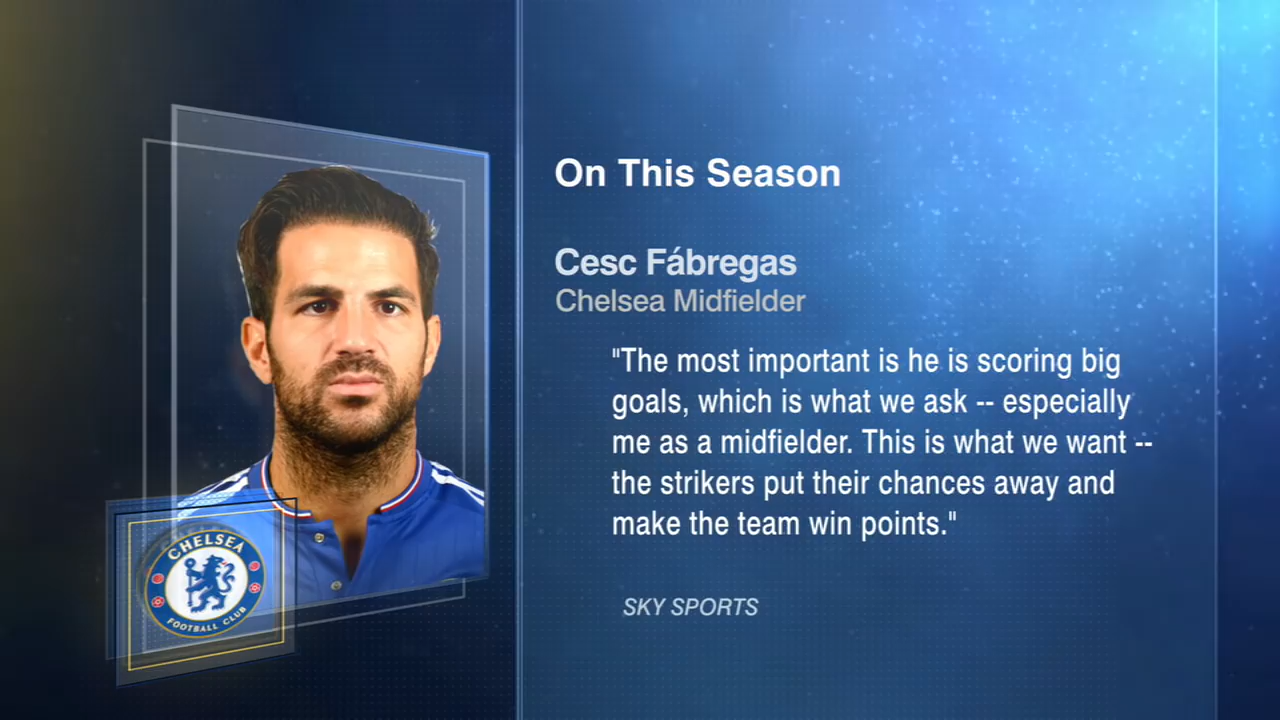 On This Season
Cesc Fábregas
Chelsea Midfielder
"The most important is he is scoring big
goals, which is what we ask -- especially
me as a midfielder. This is what we want --
the strikers put their chances away and
make the team win points."
SKY SPORTS
CHELSEA
FOOTBALL CLUB